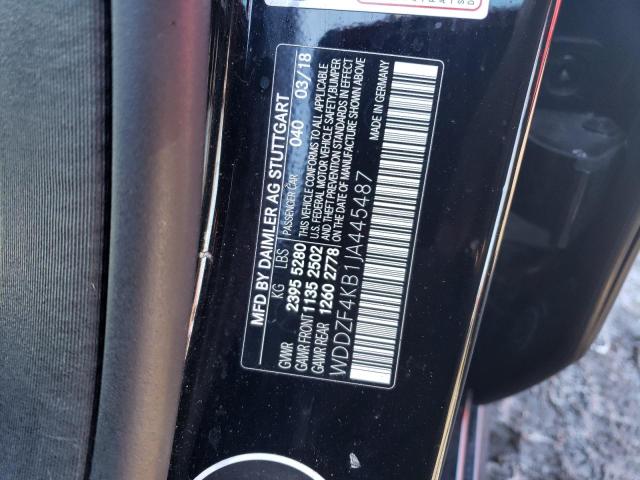 MFD BY DAIMLER AG STUTTGART
PASSENGER CAR 040 03/18
KG LBS
GVWR 2395 5280
GAWR FRONT 1135 2502
GAWR REAR 1260 2778
THIS VEHICLE CONFORMS TO ALL APPLICABLE
U.S. FEDERAL MOTOR VEHICLE SAFETY,BUMPER
AND THEFT PREVENTION STANDARDS IN EFFECT
ON THE DATE OF MANUFACTURE SHOWN ABOVE
WDDZF4KB1JA445487
MADE IN GERMANY